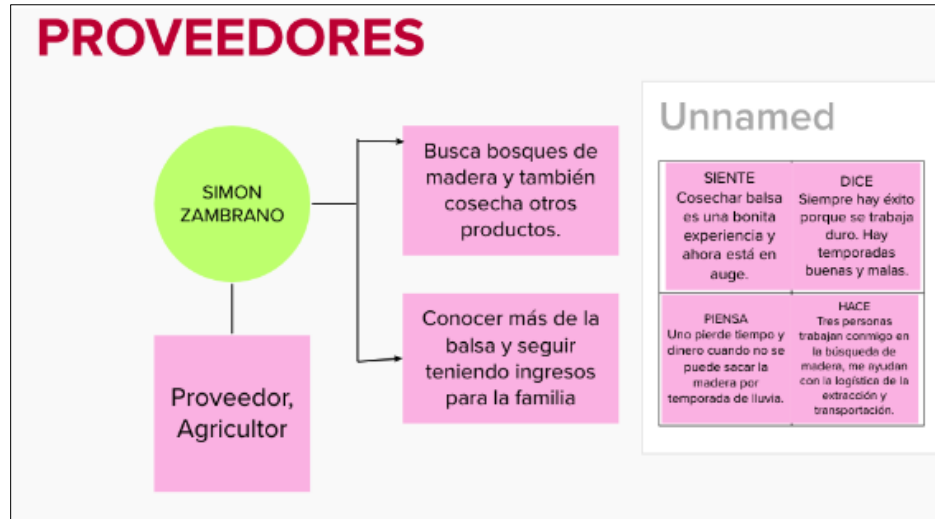 PROVEEDORES
SIMON
ZAMBRANO
Proveedor,
Agricultor
Busca bosques de
madera y también
cosecha otros
productos.
Conocer más de la
balsa y seguir
teniendo ingresos
para la familia
Unnamed
SIENTE
Cosechar balsa
es una bonita
experiencia y
ahora está en
auge.
DICE
Siempre hay éxito
porque se trabaja
duro. Hay
temporadas
buenas y malas.
PIENSA
Uno pierde tiempo y
dinero cuando no se
puede sacar la
madera por
temporada de lluvia.
HACE
Tres personas
trabajan conmigo en
la búsqueda de
madera, me ayudan
con la logística de la
extracción y
transportación.